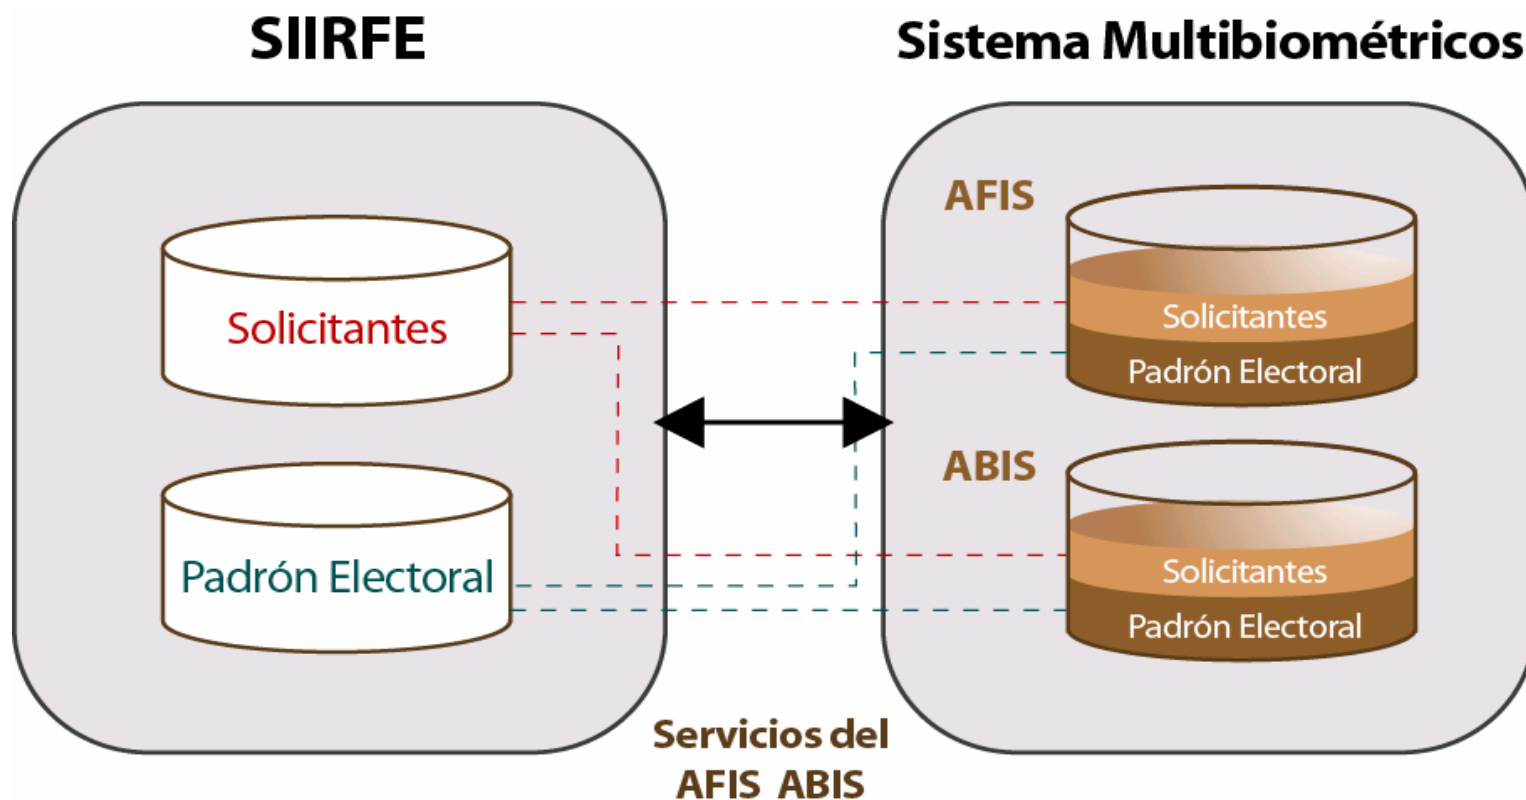 SIIRFE
Sistema Multibiométricos
Solicitantes
Padrón Electoral
AFIS
Solicitantes
Padrón Electoral
ABIS
Solicitantes
Padrón Electoral
Servicios del
AFIS ABIS